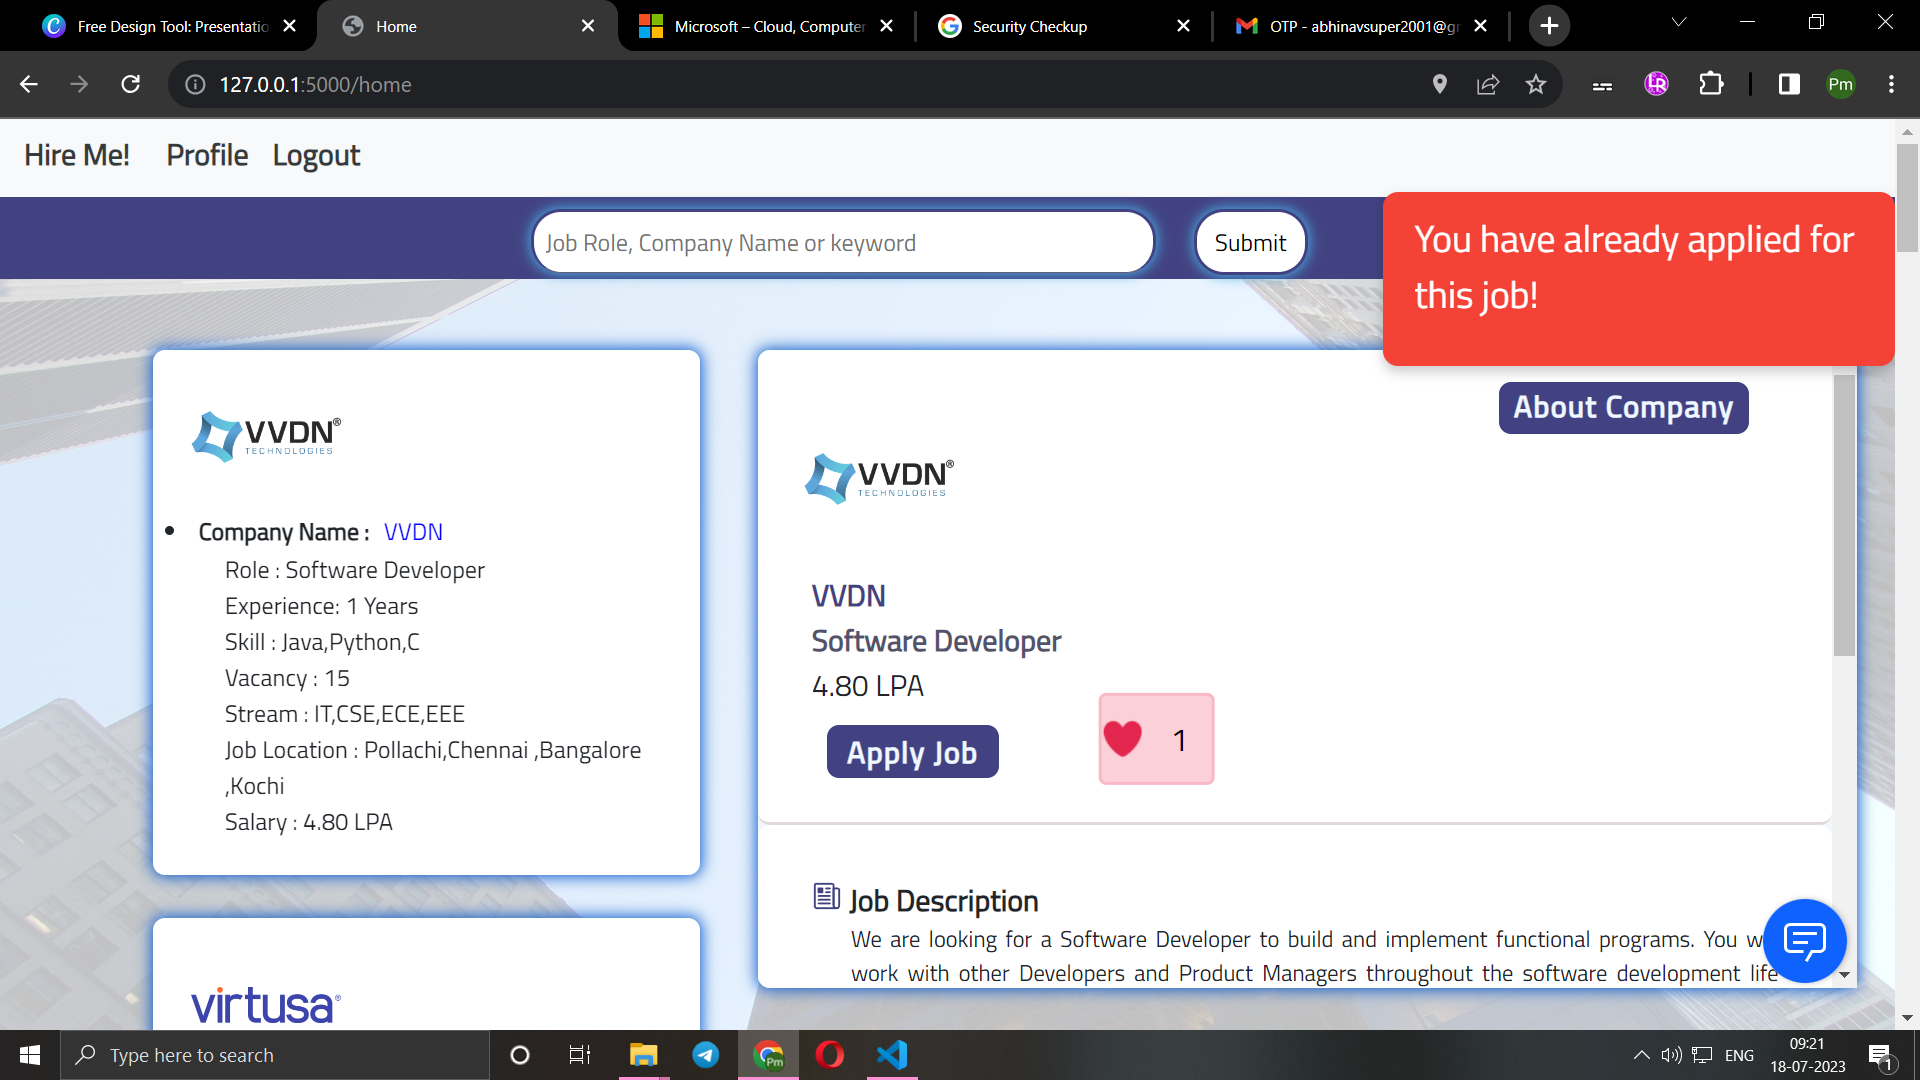 Free Design Tool: Presentatio
Home
Microsoft – Cloud, Computer
Security Checkup
OTP - abhinavsuper2001@gr
127.0.0.1:5000/home
Pm
Hire Me! Profile Logout
Job Role, Company Name or keyword
Submit
You have already applied for
this job!
VVDN®
TECHNOLOGIES
Company Name : VVDN
Role : Software Developer
Experience: 1 Years
Skill : Java,Python,C
Vacancy : 15
Stream : IT,CSE,ECE,EEE
Job Location : Pollachi,Chennai ,Bangalore
,Kochi
Salary : 4.80 LPA
virtusa
About Company
VVDN®
TECHNOLOGIES
VVDN
Software Developer
4.80 LPA
Apply Job
1
Job Description
We are looking for a Software Developer to build and implement functional programs. You w
work with other Developers and Product Managers throughout the software development life
Type here to search
Pm
ENG
09:21
18-07-2023
1